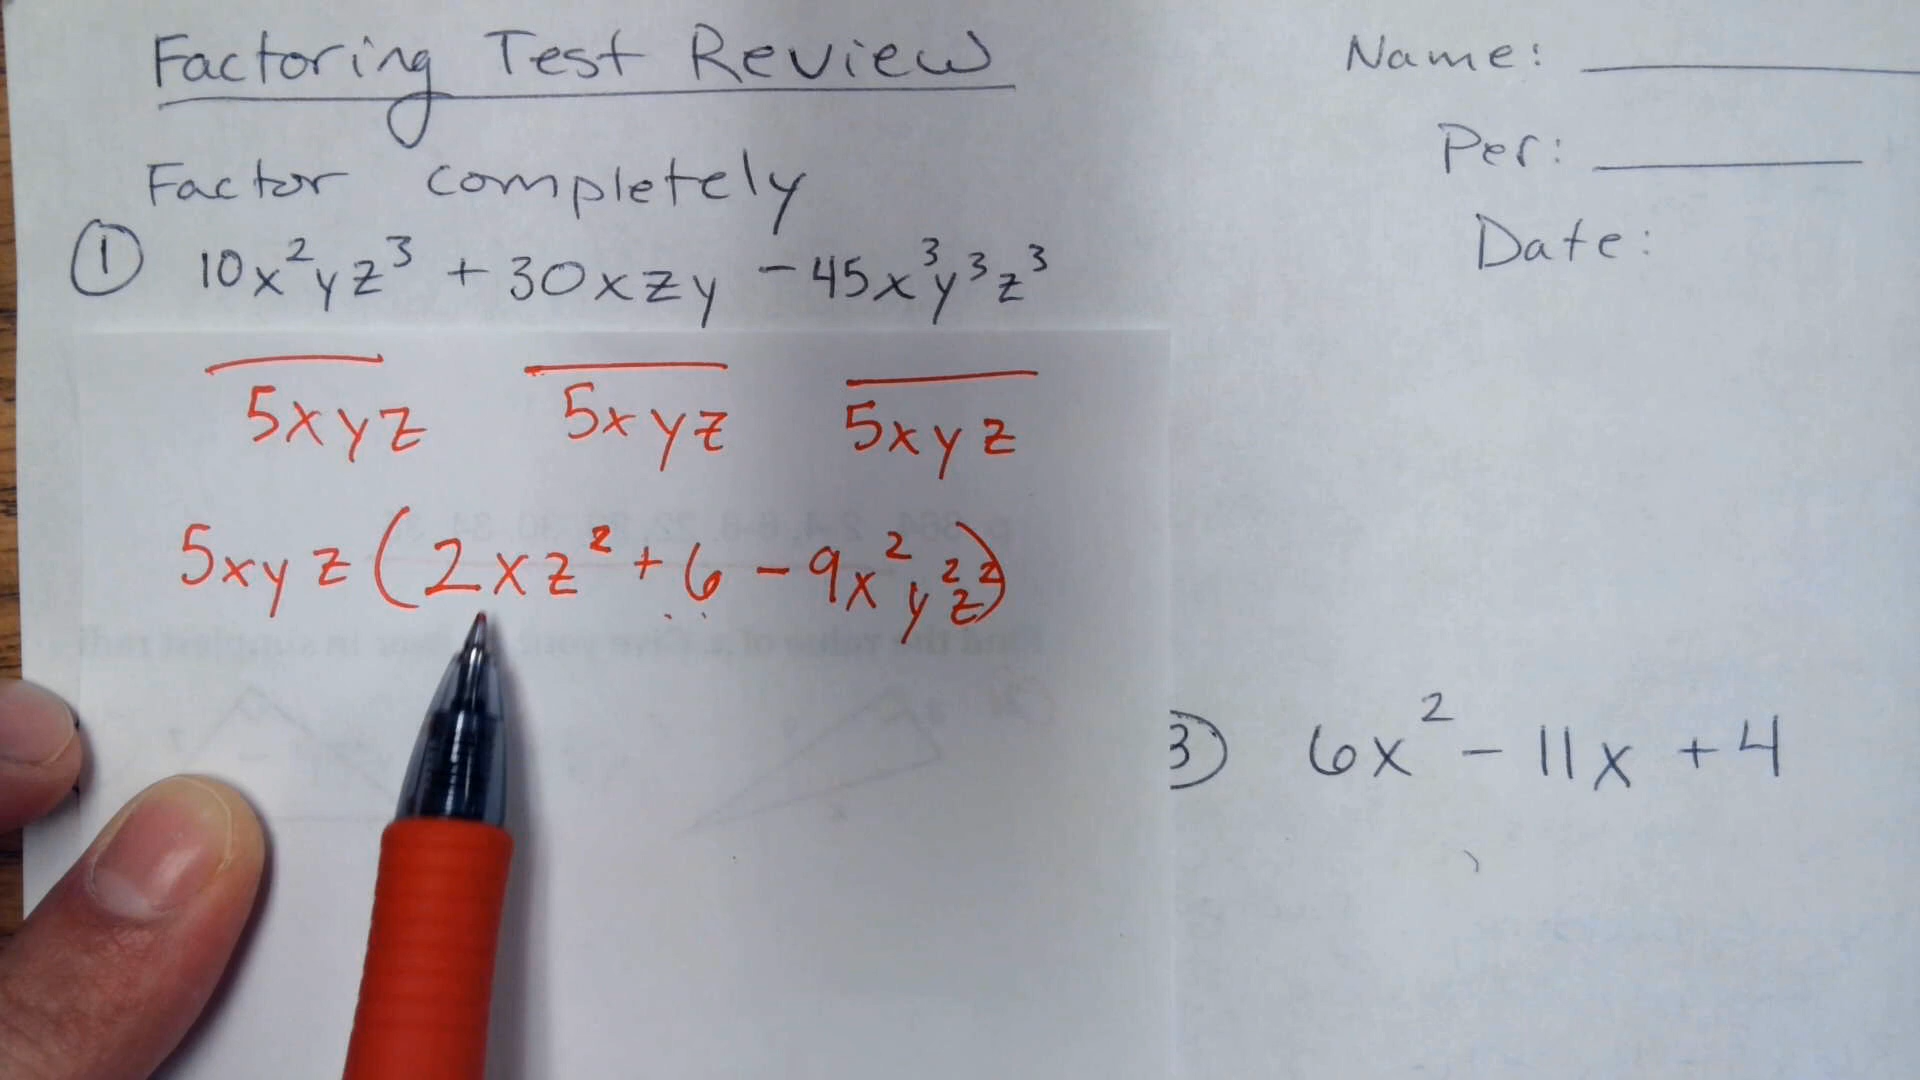 Factoring Test Review
Name:
Per:
Date:
Factor completely
① 10x²yz³ + 30xzy - 45x³y³z³
5xyz 5xyz 5xyz
5xyz (2xz² + 6 - 9x²y²z²)
3) 6x² - 11x + 4